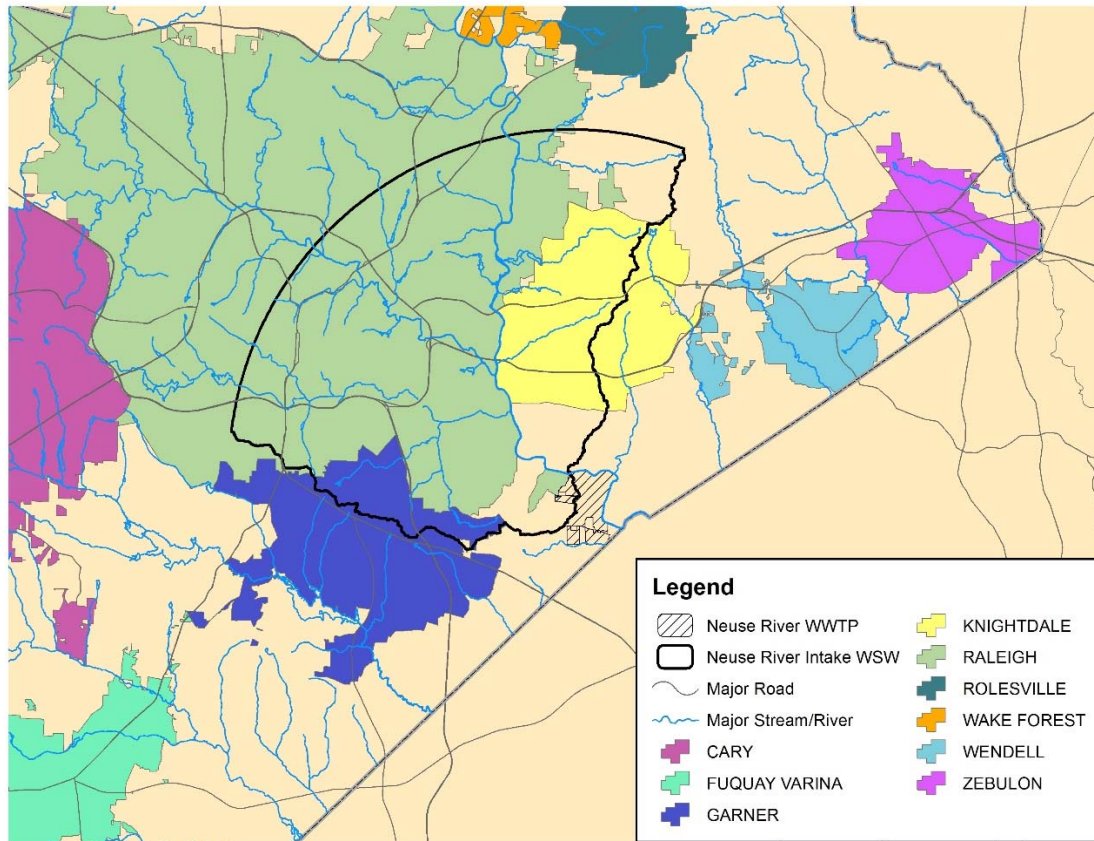 Legend
Neuse River WWTP
Neuse River Intake WSW
Major Road
Major Stream/River
CARY
FUQUAY VARINA
GARNER
KNIGHTDALE
RALEIGH
ROLESVILLE
WAKE FOREST
WENDELL
ZEBULON